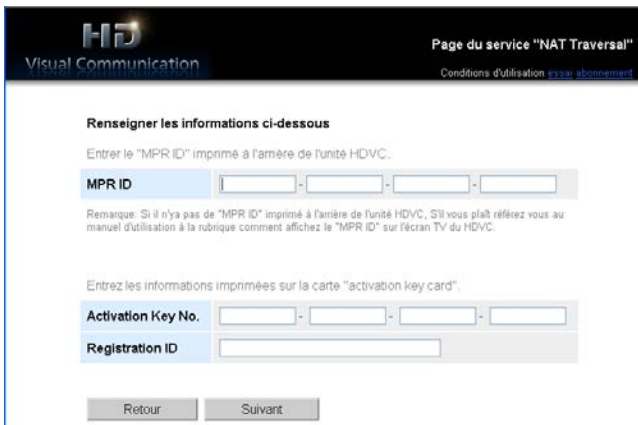 HD
Visual Communication
Page du service "NAT Traversal"
Conditions d'utilisation essai abonnement
Renseigner les informations ci-dessous
Entrer le "MPR ID" imprimé à l'arrière de l'unité HDVC.
MPR ID - - -
Remarque: Si il n'ya pas de "MPR ID" imprimé à l'arrière de l'unité HDVC, S'il vous plaît référez vous au
manuel d'utilisation à la rubrique comment affichez le "MPR ID" sur l'écran TV du HDVC.
Entrez les informations imprimées sur la carte "activation key card".
Activation Key No. - - -
Registration ID
Retour Suivant